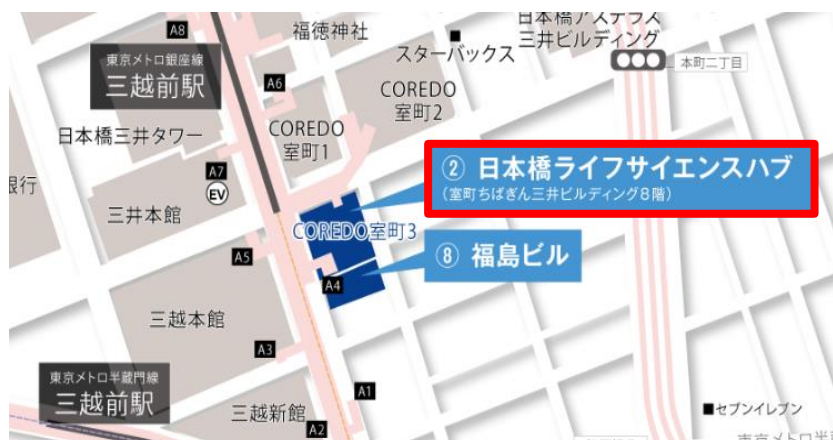 A8
福徳神社
日本橋アステラス
三井ビルディング
スターバックス
本町二丁目
東京メトロ銀座線
三越前駅
A6
COREDO
室町2
COREDO
室町1
日本橋三井タワー
A7
EV
銀行
三井本館
② 日本橋ライフサイエンスハブ
(室町ちばぎん三井ビルディング8階)
COREDO室町3
A5
⑧ 福島ビル
A4
三越本館
A3
東京メトロ半蔵門線
三越前駅
A1
三越新館
A2
セブンイレブン